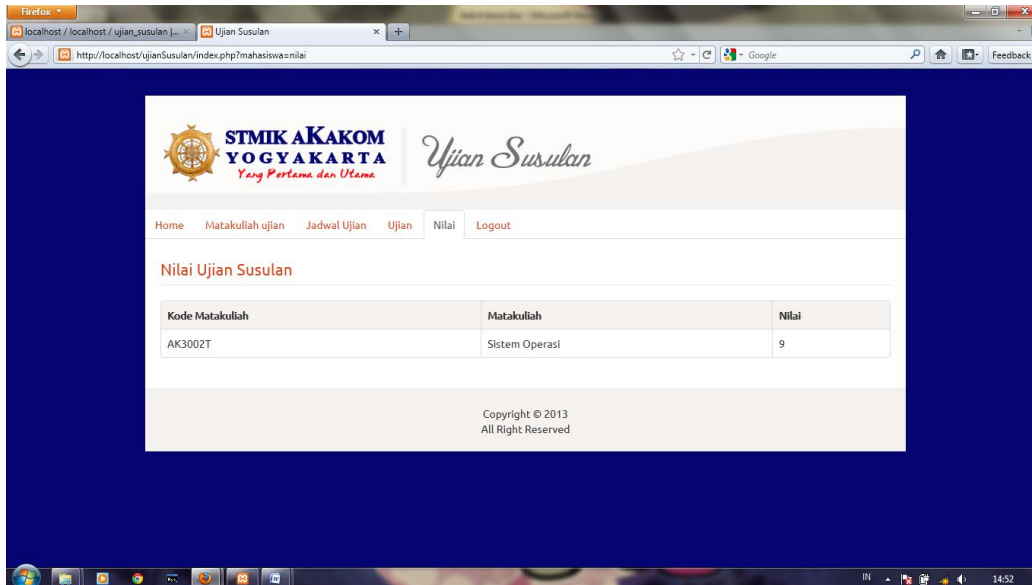 Firefox
localhost / localhost / ujian_susulan |...
Ujian Susulan
http://localhost/ujianSusulan/index.php?mahasiswa=nilai
Google
Feedback
STMIK AKAKOM
YOGYAKARTA
Yang Pertama dan Utama
Ujian Susulan
Home Matakuliah ujian Jadwal Ujian Ujian Nilai Logout
Nilai Ujian Susulan
Kode Matakuliah Matakuliah Nilai
AK3002T Sistem Operasi 9
Copyright © 2013
All Right Reserved
IN 14:52